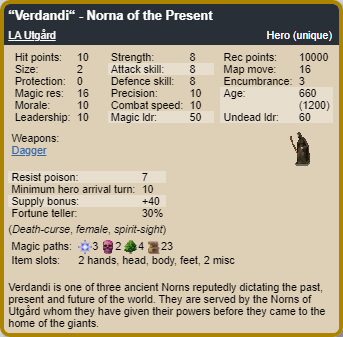 “Verdandi“ - Norna of the Present
LA Utgård Hero (unique)
Hit points: 10 Strength: 8 Rec points: 10000
Size: 2 Attack skill: 8 Map move: 16
Protection: 0 Defence skill: 8 Encumbrance: 3
Magic res: 16 Precision: 10 Age: 660
Morale: 10 Combat speed: 10 (1200)
Leadership: 10 Magic ldr: 50 Undead ldr: 60
Weapons:
Dagger
Resist poison: 7
Minimum hero arrival turn: 10
Supply bonus: +40
Fortune teller: 30%
(Death-curse, female, spirit-sight)
Magic paths: 3 2 4 23
Item slots: 2 hands, head, body, feet, 2 misc
Verdandi is one of three ancient Norns reputedly dictating the past,
present and future of the world. They are served by the Norns of
Utgård whom they have given their powers before they came to the
home of the giants.